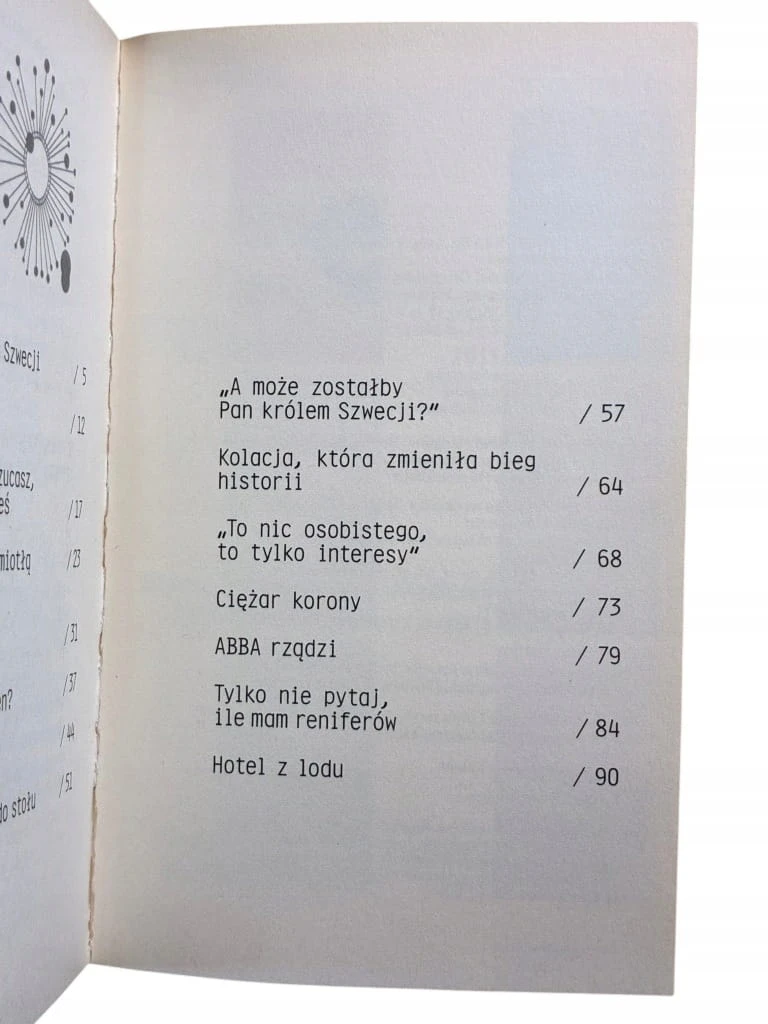 Szwecji
/ 5
/ 12
/ 17
miotłą
/ 23
/ 31
/ 37
/ 44
/ 51
do stołu
„A może zostałby
Pan królem Szwecji?” / 57
Kolacja, która zmieniła bieg
historii / 64
„To nic osobistego,
to tylko interesy” / 68
Ciężar korony / 73
ABBA rządzi / 79
Tylko nie pytaj,
ile mam reniferów / 84
Hotel z lodu / 90